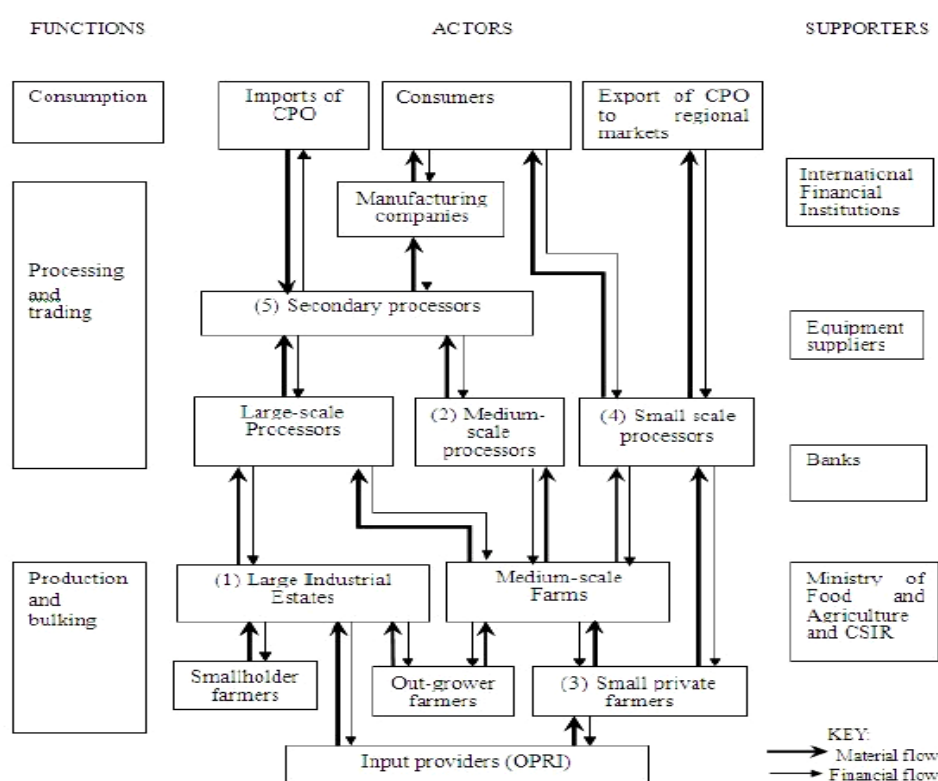 FUNCTIONS
ACTORS
SUPPORTERS
Consumption
Imports of
CPO
Consumers
Export of CPO
to regional
markets
International
Financial
Institutions
Manufacturing
companies
Processing
and
trading
(5) Secondary processors
Equipment
suppliers
Large-scale
Processors
(2) Medium-
scale
processors
(4) Small scale
processors
Banks
Production
and
bulking
(1) Large Industrial
Estates
Medium-scale
Farms
Ministry of
Food and
Agriculture
and CSIR
Smallholder
farmers
Out-grower
farmers
(3) Small private
farmers
Input providers (OPRI)
KEY:
Material flow
Financial flow